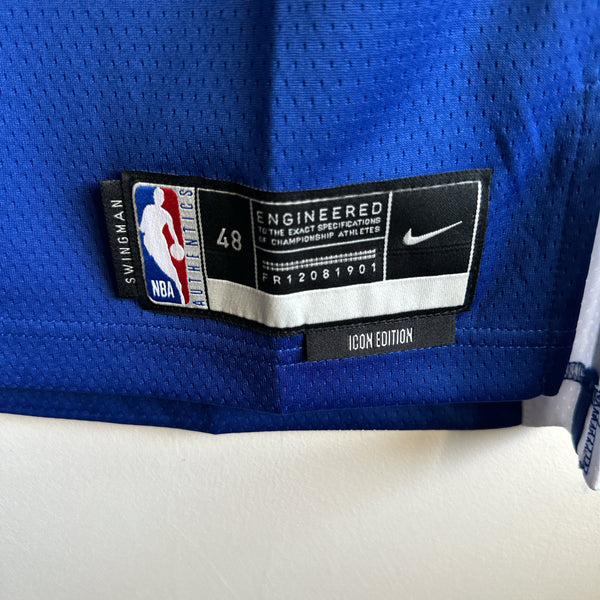 SWINGMAN
NBA
AUTHENTICS
48
ENGINEERED
TO THE EXACT SPECIFICATIONS
OF CHAMPIONSHIP ATHLETES
FR12081901
ICON EDITION